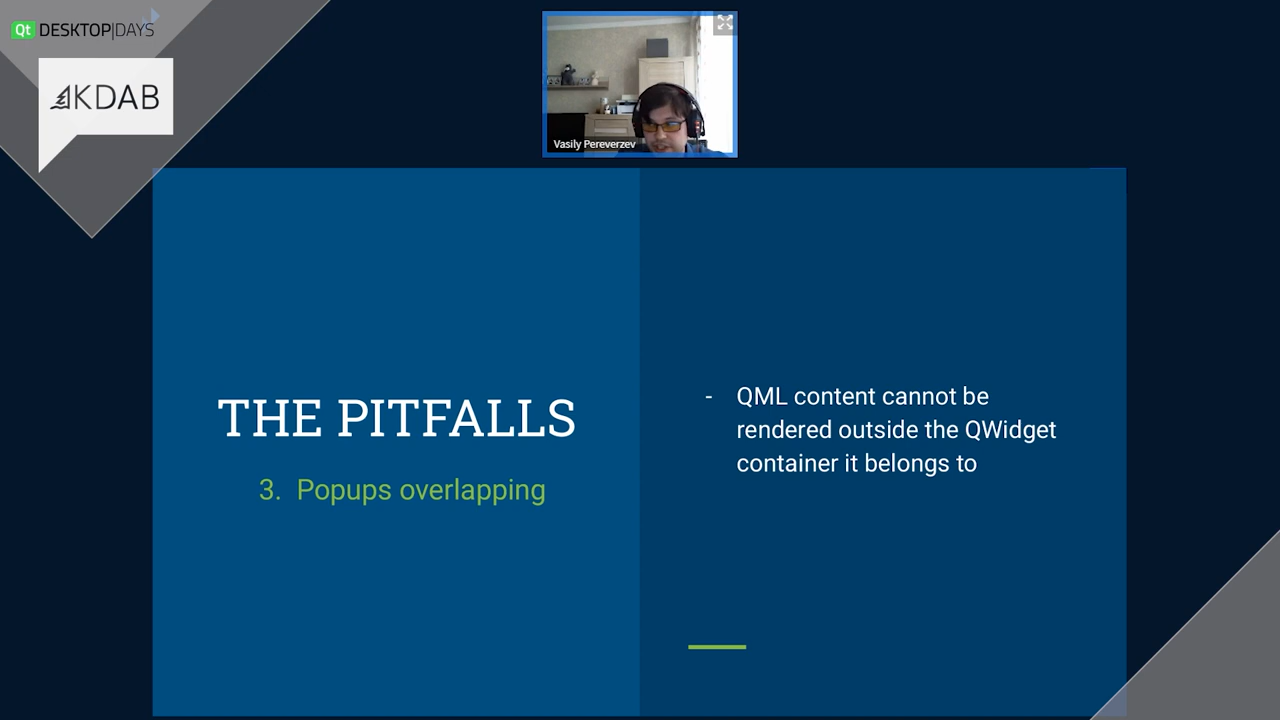 Qt DESKTOP|DAYS
KDAB
Vasily Pereverzev
THE PITFALLS
3. Popups overlapping
- QML content cannot be
rendered outside the QWidget
container it belongs to